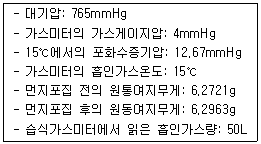 - 대기압: 765mmHg
- 가스미터의 가스게이지압: 4mmHg
- 15℃에서의 포화수증기압: 12,67mmHg
- 가스미터의 흡인가스온도: 15℃
- 먼지포집 전의 원통여지무게: 6,2721g
- 먼지포집 후의 원통여지무게: 6,2963g
- 습식가스미터에서 읽은 흡인가스량: 50L